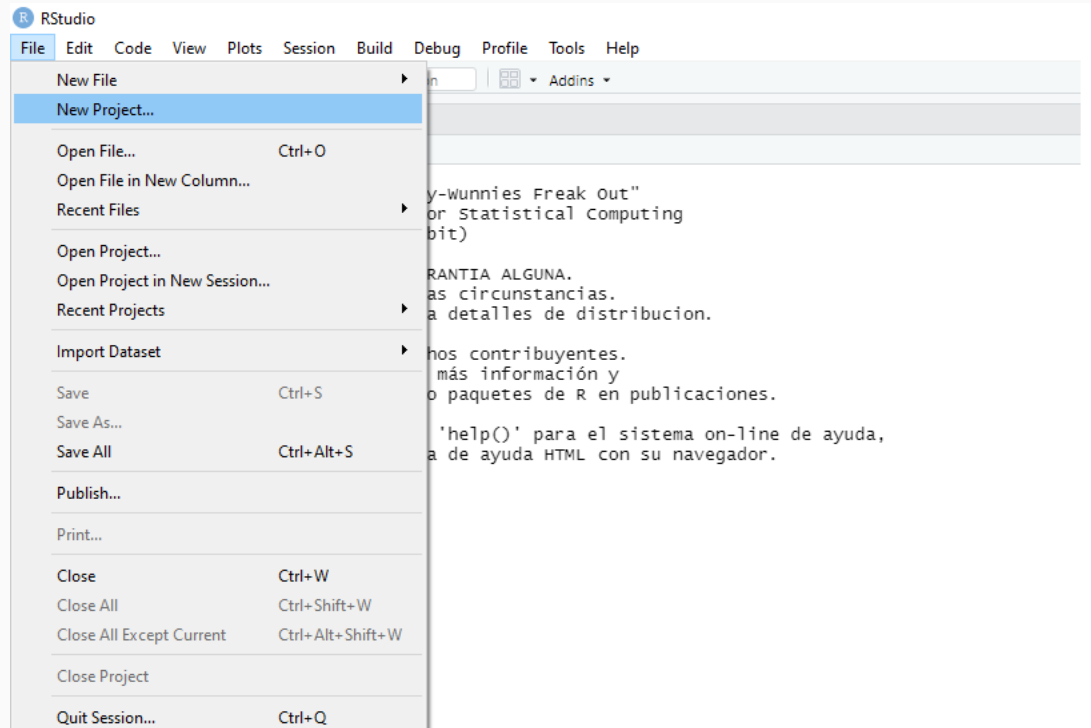 RStudio
File Edit Code View Plots Session Build Debug Profile Tools Help
New File
Addins
New Project...
Open File... Ctrl+O
Open File in New Column...
Recent Files
Open Project...
Open Project in New Session...
Recent Projects
Import Dataset
Save Ctrl+S
Save As...
Save All Ctrl+Alt+S
Publish...
Print...
Close Ctrl+W
Close All Ctrl+Shift+W
Close All Except Current Ctrl+Alt+Shift+W
Close Project
Quit Session... Ctrl+Q
y-Wunnies Freak Out"
or Statistical Computing
bit)
RANTIA ALGUNA.
as circunstancias.
a detalles de distribucion.
hos contribuyentes.
más información y
o paquetes de R en publicaciones.
'help()' para el sistema on-line de ayuda,
a de ayuda HTML con su navegador.